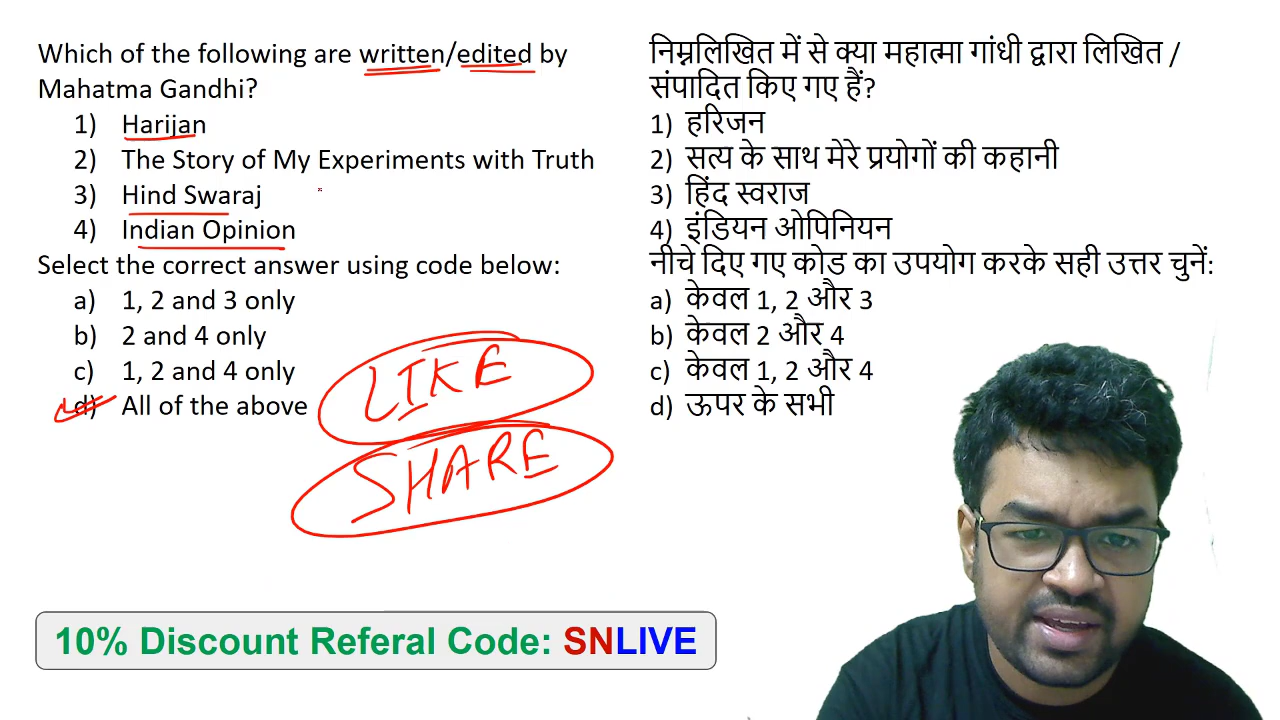 Which of the following are written/edited by
Mahatma Gandhi?
1) Harijan
2) The Story of My Experiments with Truth
3) Hind Swaraj
4) Indian Opinion
Select the correct answer using code below:
a) 1, 2 and 3 only
b) 2 and 4 only
c) 1, 2 and 4 only
d) All of the above
LIKE
SHARE
निम्नलिखित में से क्या महात्मा गांधी द्वारा लिखित /
संपादित किए गए हैं?
1) हरिजन
2) सत्य के साथ मेरे प्रयोगों की कहानी
3) हिंद स्वराज
4) इंडियन ओपिनियन
नीचे दिए गए कोड का उपयोग करके सही उत्तर चुनें:
a) केवल 1, 2 और 3
b) केवल 2 और 4
c) केवल 1, 2 और 4
d) ऊपर के सभी
10% Discount Referal Code: SNLIVE